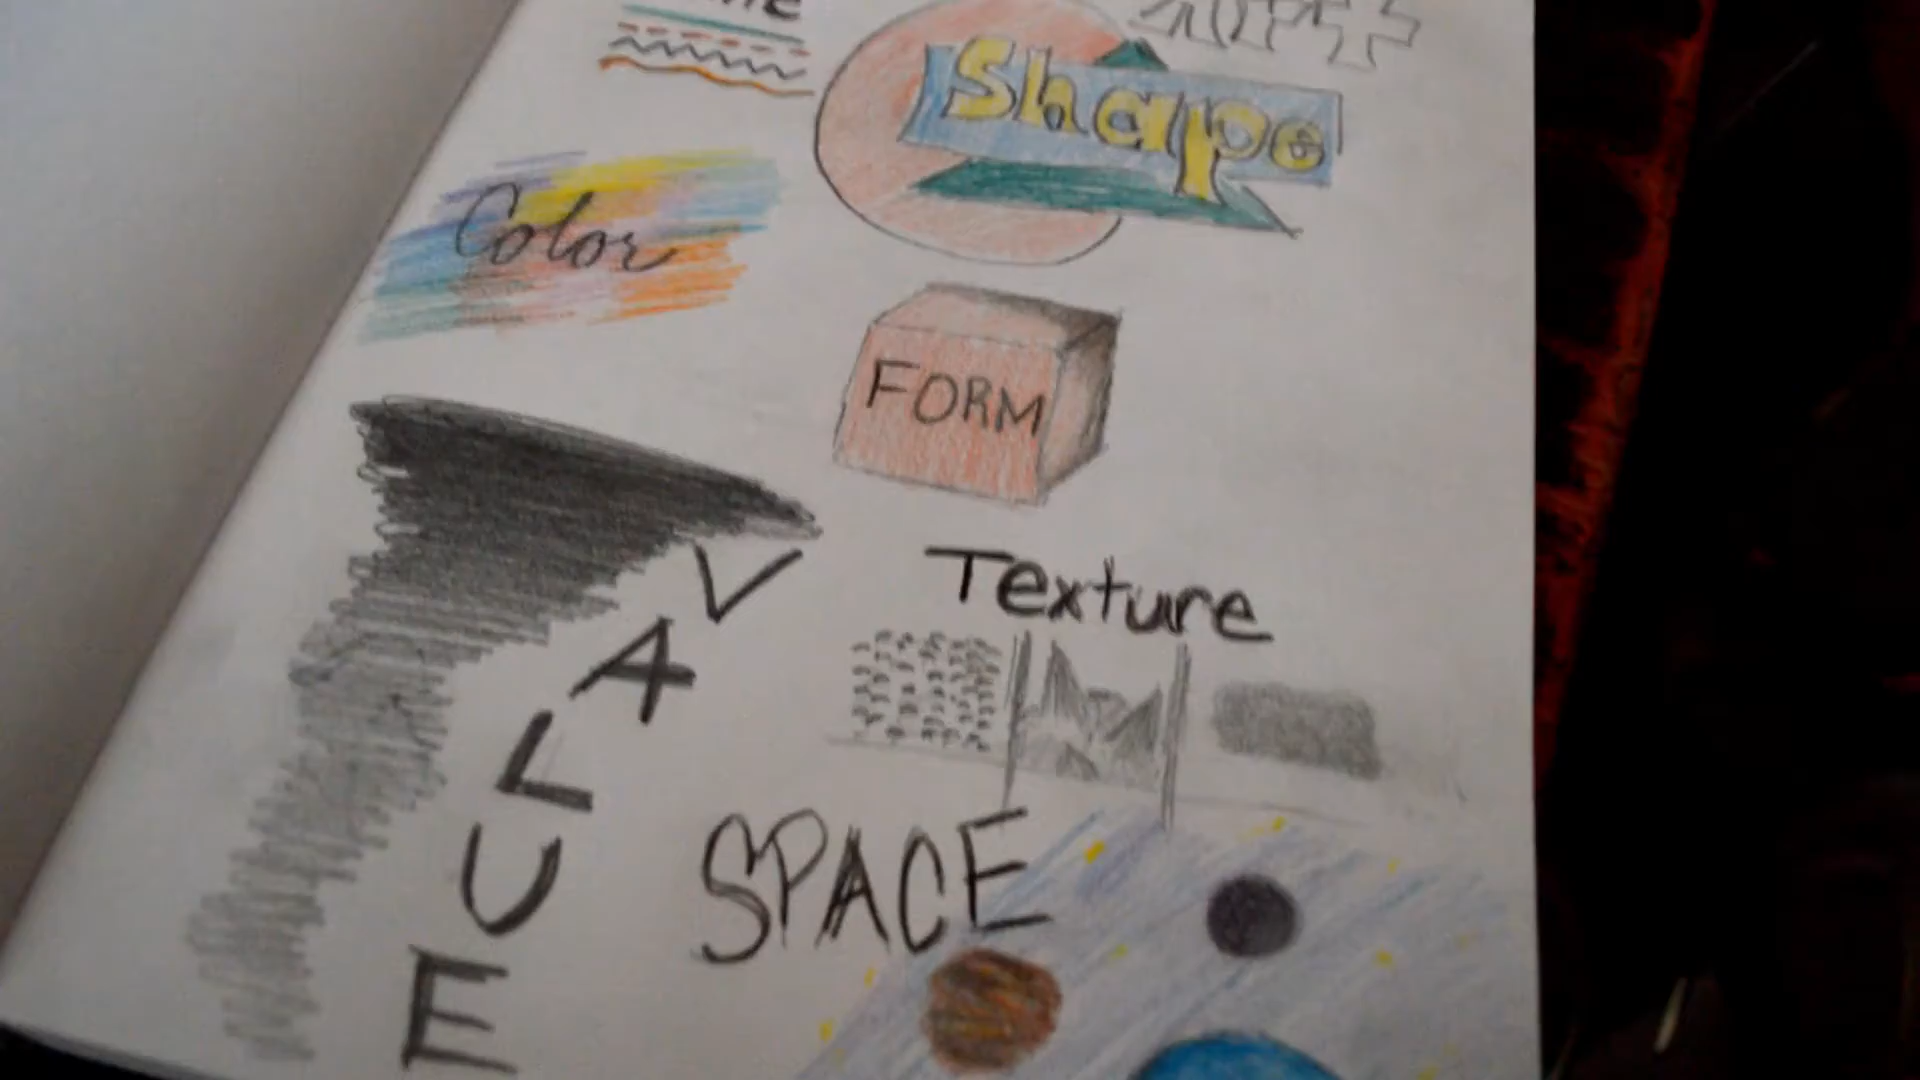 Shape
Color
FORM
VALUE
Texture
SPACE